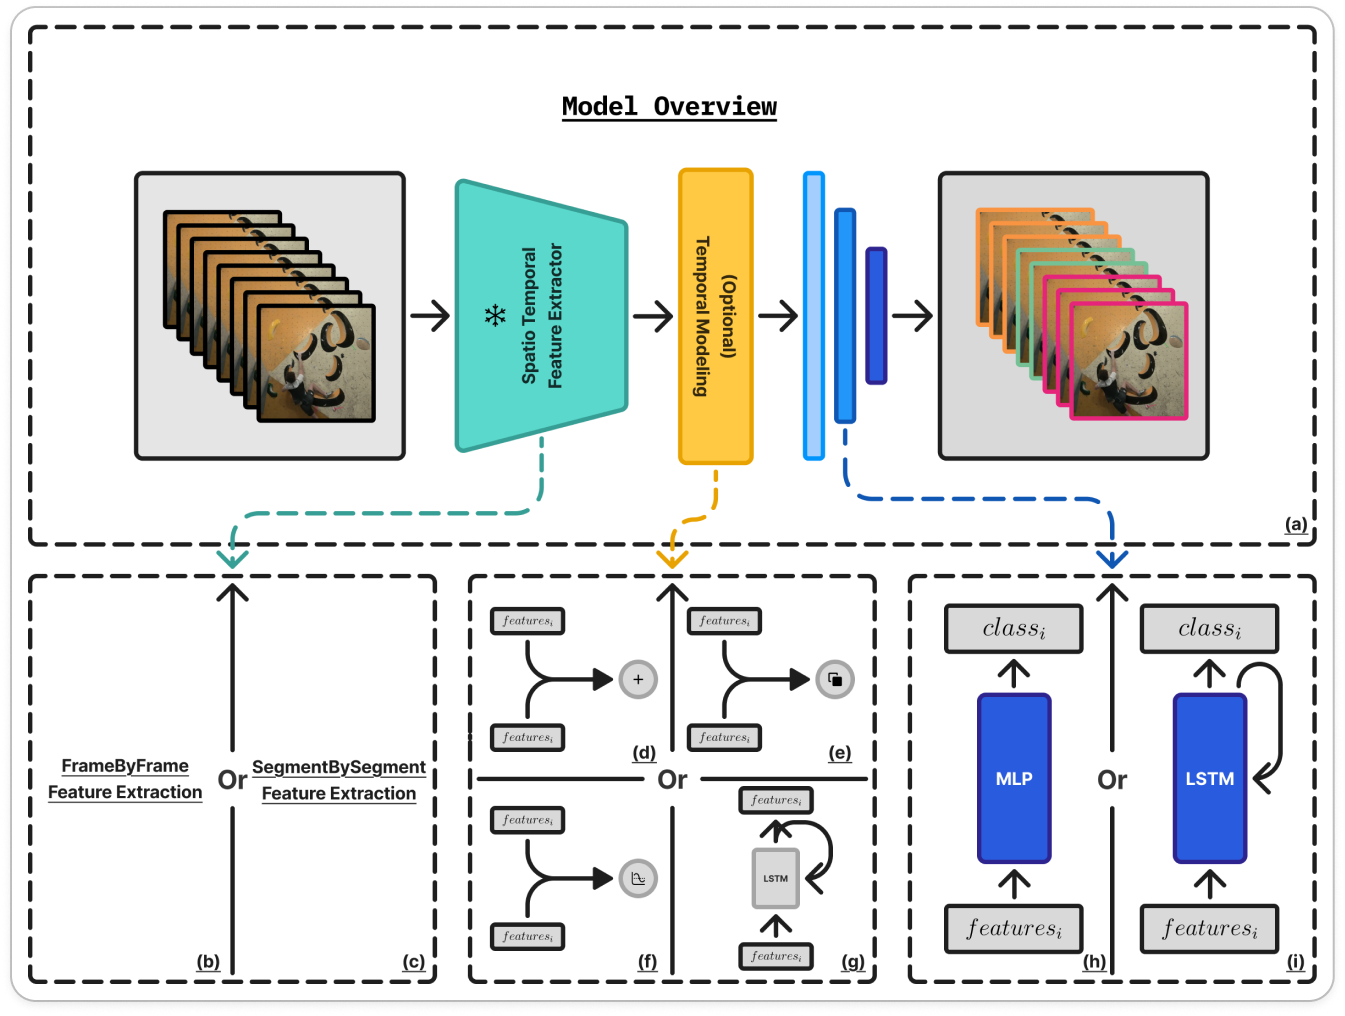 Model Overview
Spatio Temporal
Feature Extractor
(Optional)
Temporal Modeling
(a)
FrameByFrame
Feature Extraction
Or
SegmentBySegment
Feature Extraction
(b)
(c)
features_i
features_i
+
(d)
features_i
features_i
(e)
Or
features_i
features_i
(f)
features_i
LSTM
features_i
(g)
class_i
MLP
features_i
(h)
Or
class_i
LSTM
features_i
(i)